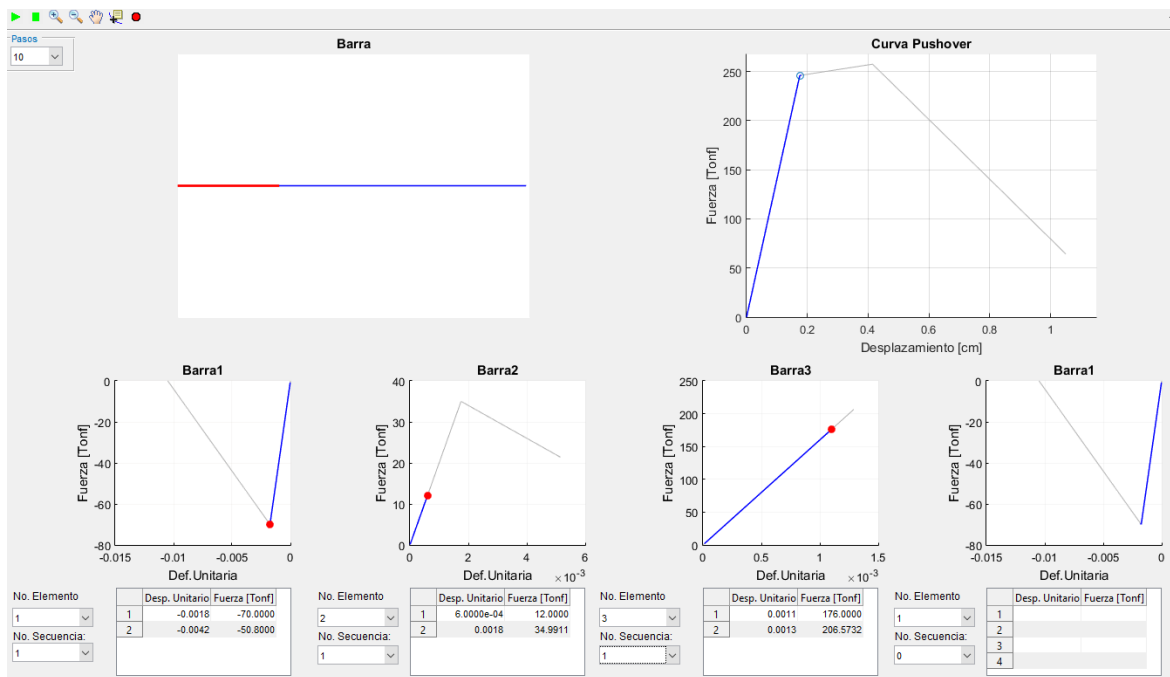 Pasos
10
Barra
Curva Pushover
250
200
150
100
50
0
Fuerza [Tonf]
0 0.2 0.4 0.6 0.8 1
Desplazamiento [cm]
Barra1
0
-20
-40
-60
-80
Fuerza [Tonf]
-0.015 -0.01 -0.005 0
Def.Unitaria
Barra2
40
30
20
10
0
Fuerza [Tonf]
0 2 4 6
Def.Unitaria ×10-3
Barra3
250
200
150
100
50
0
Fuerza [Tonf]
0 0.5 1 1.5
Def.Unitaria ×10-3
Barra1
0
-20
-40
-60
-80
Fuerza [Tonf]
-0.015 -0.01 -0.005 0
Def.Unitaria
No. Elemento
1
No. Secuencia:
1
Desp. Unitario Fuerza [Tonf]
1 -0.0018 -70.0000
2 -0.0042 -50.8000
No. Elemento
2
No. Secuencia:
1
Desp. Unitario Fuerza [Tonf]
1 6.0000e-04 12.0000
2 0.0018 34.9911
No. Elemento
3
No. Secuencia:
1
Desp. Unitario Fuerza [Tonf]
1 0.0011 176.0000
2 0.0013 206.5732
No. Elemento
1
No. Secuencia:
0
Desp. Unitario Fuerza [Tonf]
1
2
3
4